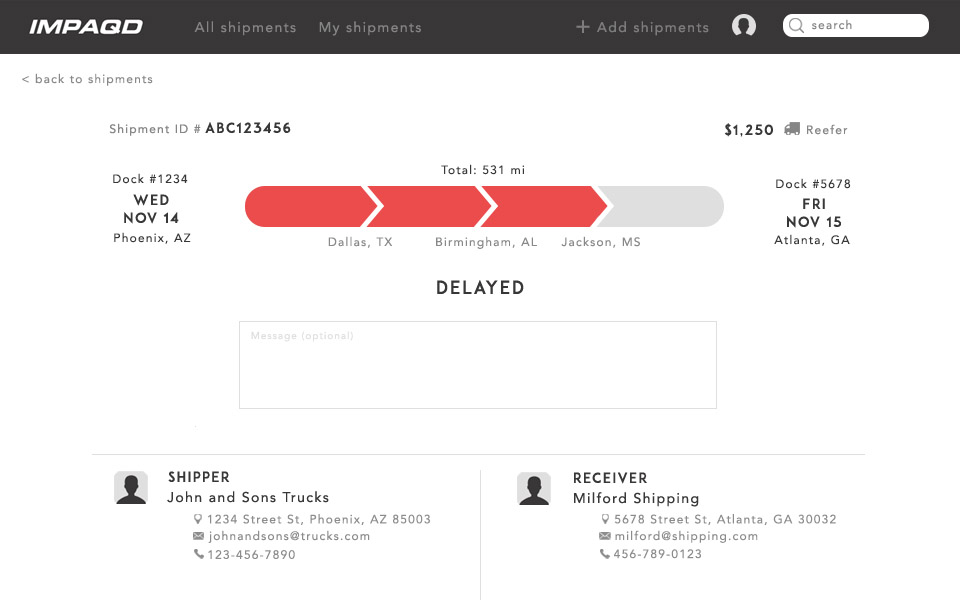 IMPAQD All shipments My shipments + Add shipments search
< back to shipments
Shipment ID # ABC123456
$1,250 Reefer
Total: 531 mi
Dock #1234
WED
NOV 14
Phoenix, AZ
Dock #5678
FRI
NOV 15
Atlanta, GA
Dallas, TX Birmingham, AL Jackson, MS
DELAYED
Message (optional)
SHIPPER
John and Sons Trucks
1234 Street St, Phoenix, AZ 85003
johnandsons@trucks.com
123-456-7890
RECEIVER
Milford Shipping
5678 Street St, Atlanta, GA 30032
milford@shipping.com
456-789-0123